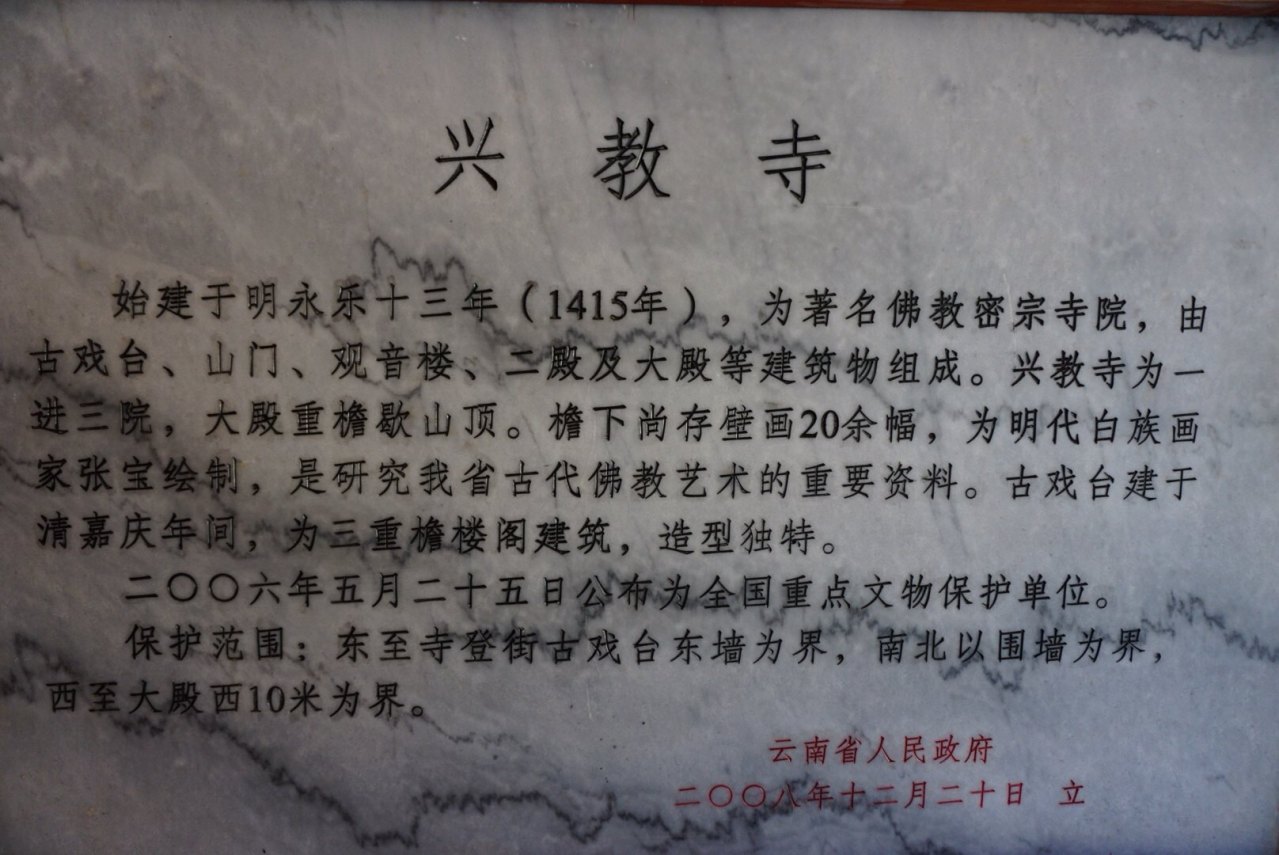 兴教寺
始建于明永乐十三年（1415年），为著名佛教密宗寺院，由
古戏台、山门、观音楼、二殿及大殿等建筑物组成。兴教寺为一
进三院，大殿重檐歇山顶。檐下尚存壁画20余幅，为明代白族画
家张宝绘制，是研究我省古代佛教艺术的重要资料。古戏台建于
清嘉庆年间，为三重檐楼阁建筑，造型独特。
二〇〇六年五月二十五日公布为全国重点文物保护单位。
保护范围：东至寺登街古戏台东墙为界，南北以围墙为界，
西至大殿西10米为界。
云南省人民政府
二〇〇八年十二月二十日 立